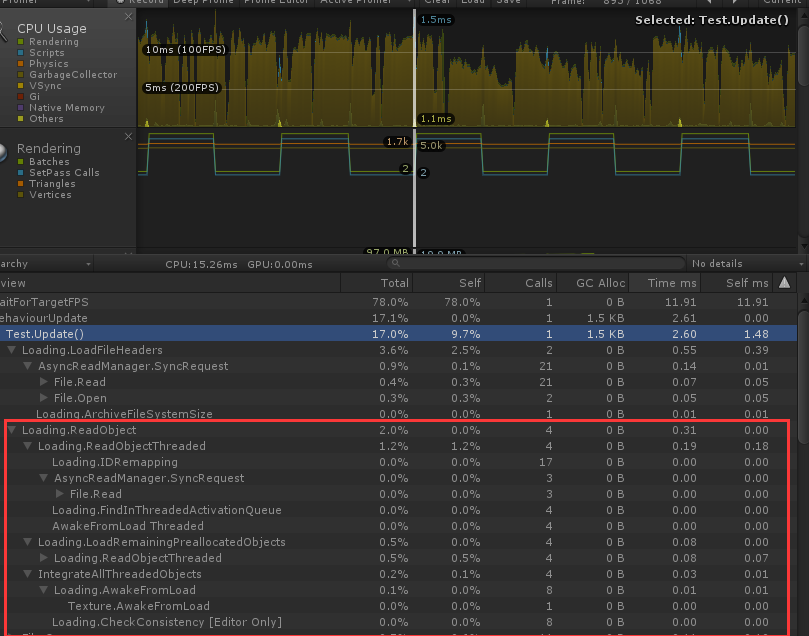 Record Deep Profile Profile Editor Active Profiler Clear Load Save Frame: 893 / 1068 Current
CPU Usage
Rendering
Scripts
Physics
GarbageCollector
VSync
Gi
Native Memory
Others
1.5ms
Selected: Test.Update()
10ms (100FPS)
5ms (200FPS)
1.1ms
Rendering
Batches
SetPass Calls
Triangles
Vertices
1.7k 5.0k
2 2
97.0 MB
archy CPU:15.26ms GPU:0.00ms No details
view Total Self Calls GC Alloc Time ms Self ms
aitForTargetFPS 78.0% 78.0% 1 0 B 11.91 11.91
ehaviourUpdate 17.1% 0.0% 1 1.5 KB 2.61 0.00
Test.Update() 17.0% 9.7% 1 1.5 KB 2.60 1.48
Loading.LoadFileHeaders 3.6% 2.5% 2 0 B 0.55 0.39
AsyncReadManager.SyncRequest 0.9% 0.1% 21 0 B 0.14 0.01
File.Read 0.4% 0.3% 21 0 B 0.07 0.05
File.Open 0.3% 0.3% 2 0 B 0.05 0.05
Loading.ArchiveFileSystemSize 0.0% 0.0% 1 0 B 0.01 0.01
Loading.ReadObject 2.0% 0.0% 4 0 B 0.31 0.00
Loading.ReadObjectThreaded 1.2% 1.2% 4 0 B 0.19 0.18
Loading.IDRemapping 0.0% 0.0% 17 0 B 0.00 0.00
AsyncReadManager.SyncRequest 0.0% 0.0% 3 0 B 0.00 0.00
File.Read 0.0% 0.0% 3 0 B 0.00 0.00
Loading.FindInThreadedActivationQueue 0.0% 0.0% 4 0 B 0.00 0.00
AwakeFromLoad Threaded 0.0% 0.0% 4 0 B 0.00 0.00
Loading.LoadRemainingPreallocatedObjects 0.5% 0.0% 4 0 B 0.08 0.00
Loading.ReadObjectThreaded 0.5% 0.5% 4 0 B 0.08 0.07
IntegrateAllThreadedObjects 0.2% 0.1% 4 0 B 0.03 0.01
Loading.AwakeFromLoad 0.1% 0.0% 8 0 B 0.01 0.01
Texture.AwakeFromLoad 0.0% 0.0% 1 0 B 0.00 0.00
Loading.CheckConsistency [Editor Only] 0.0% 0.0% 8 0 B 0.00 0.00